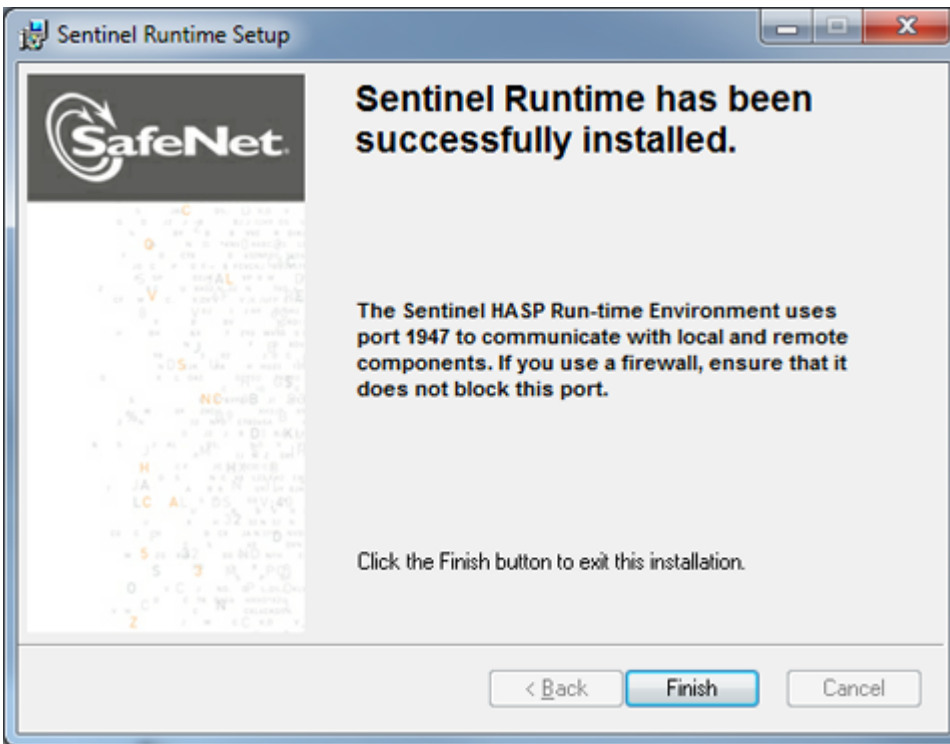 Sentinel Runtime Setup
SafeNet.
Sentinel Runtime has been
successfully installed.
The Sentinel HASP Run-time Environment uses
port 1947 to communicate with local and remote
components. If you use a firewall, ensure that it
does not block this port.
Click the Finish button to exit this installation.
< Back
Finish
Cancel